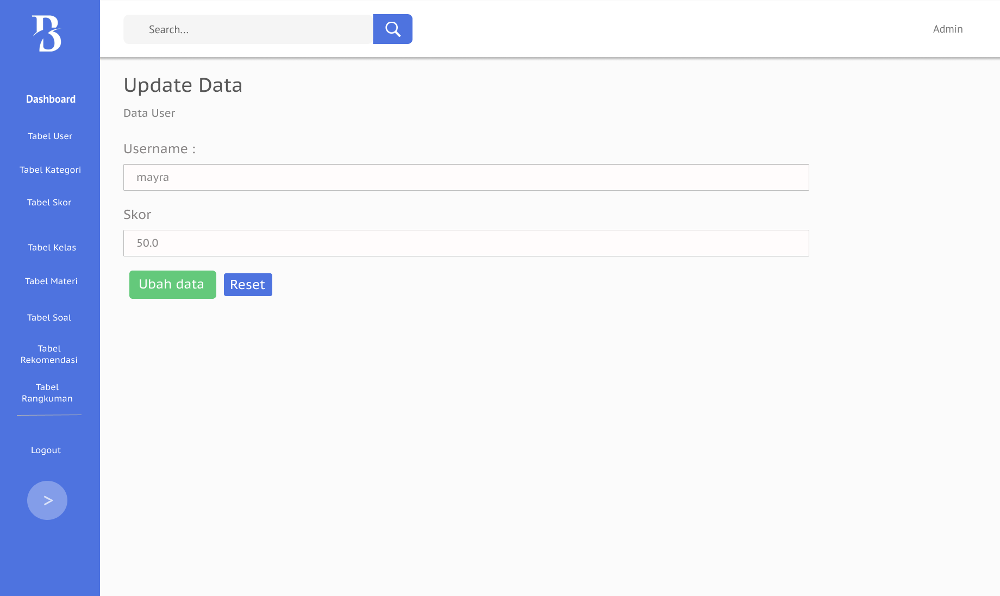 B
Dashboard
Tabel User
Tabel Kategori
Tabel Skor
Tabel Kelas
Tabel Materi
Tabel Soal
Tabel
Rekomendasi
Tabel
Rangkuman
Logout
>
Search...
Admin
Update Data
Data User
Username :
mayra
Skor
50.0
Ubah data
Reset